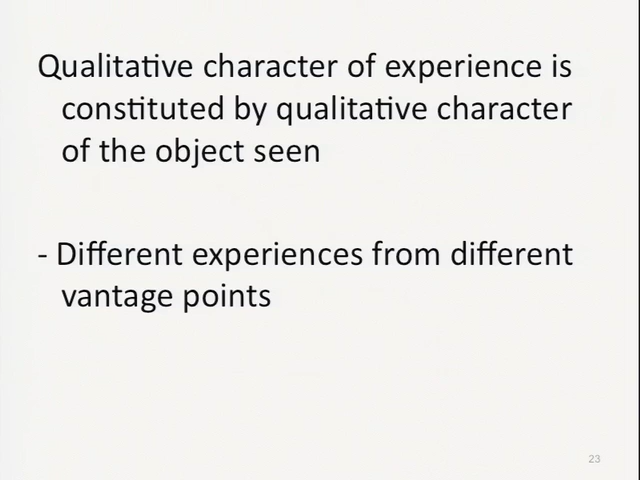 Qualitative character of experience is
constituted by qualitative character
of the object seen
- Different experiences from different
vantage points
23